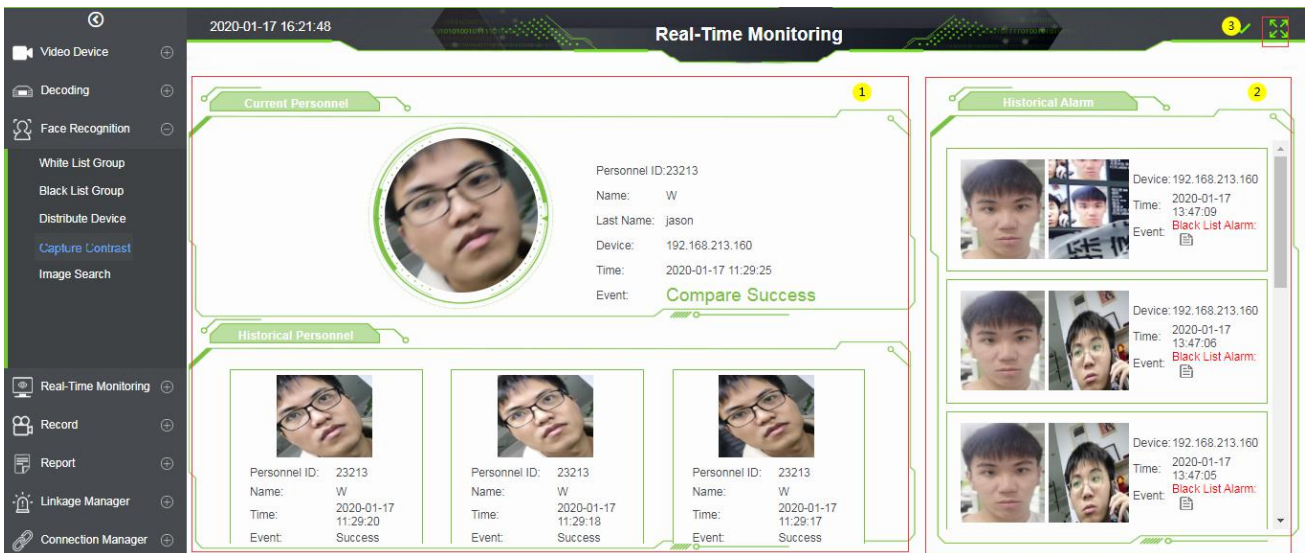 2020-01-17 16:21:48
Real-Time Monitoring
3
Video Device
Decoding
Face Recognition
White List Group
Black List Group
Distribute Device
Capture Contrast
Image Search
Real-Time Monitoring
Record
Report
Linkage Manager
Connection Manager
Current Personnel
1
Personnel ID:23213
Name: W
Last Name: jason
Device: 192.168.213.160
Time: 2020-01-17 11:29:25
Event: Compare Success
Historical Personnel
Personnel ID: 23213
Name: W
Time: 2020-01-17
11:29:20
Event: Success
Personnel ID: 23213
Name: W
Time: 2020-01-17
11:29:18
Event: Success
Personnel ID: 23213
Name: W
Time: 2020-01-17
11:29:17
Event: Success
2
Historical Alarm
Device: 192.168.213.160
Time: 2020-01-17
13:47:09
Event: Black List Alarm:
Device: 192.168.213.160
Time: 2020-01-17
13:47:06
Event: Black List Alarm:
Device: 192.168.213.160
Time: 2020-01-17
13:47:05
Event: Black List Alarm: